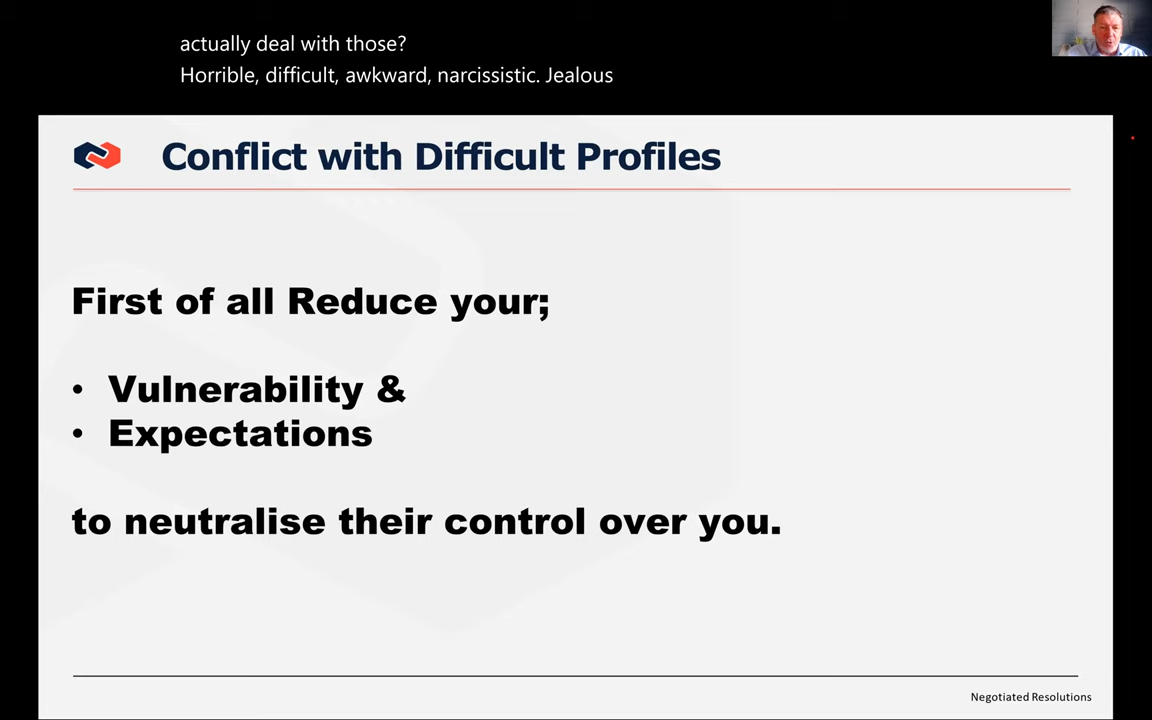 actually deal with those?
Horrible, difficult, awkward, narcissistic. Jealous
Conflict with Difficult Profiles
First of all Reduce your;
• Vulnerability &
• Expectations
to neutralise their control over you.
Negotiated Resolutions